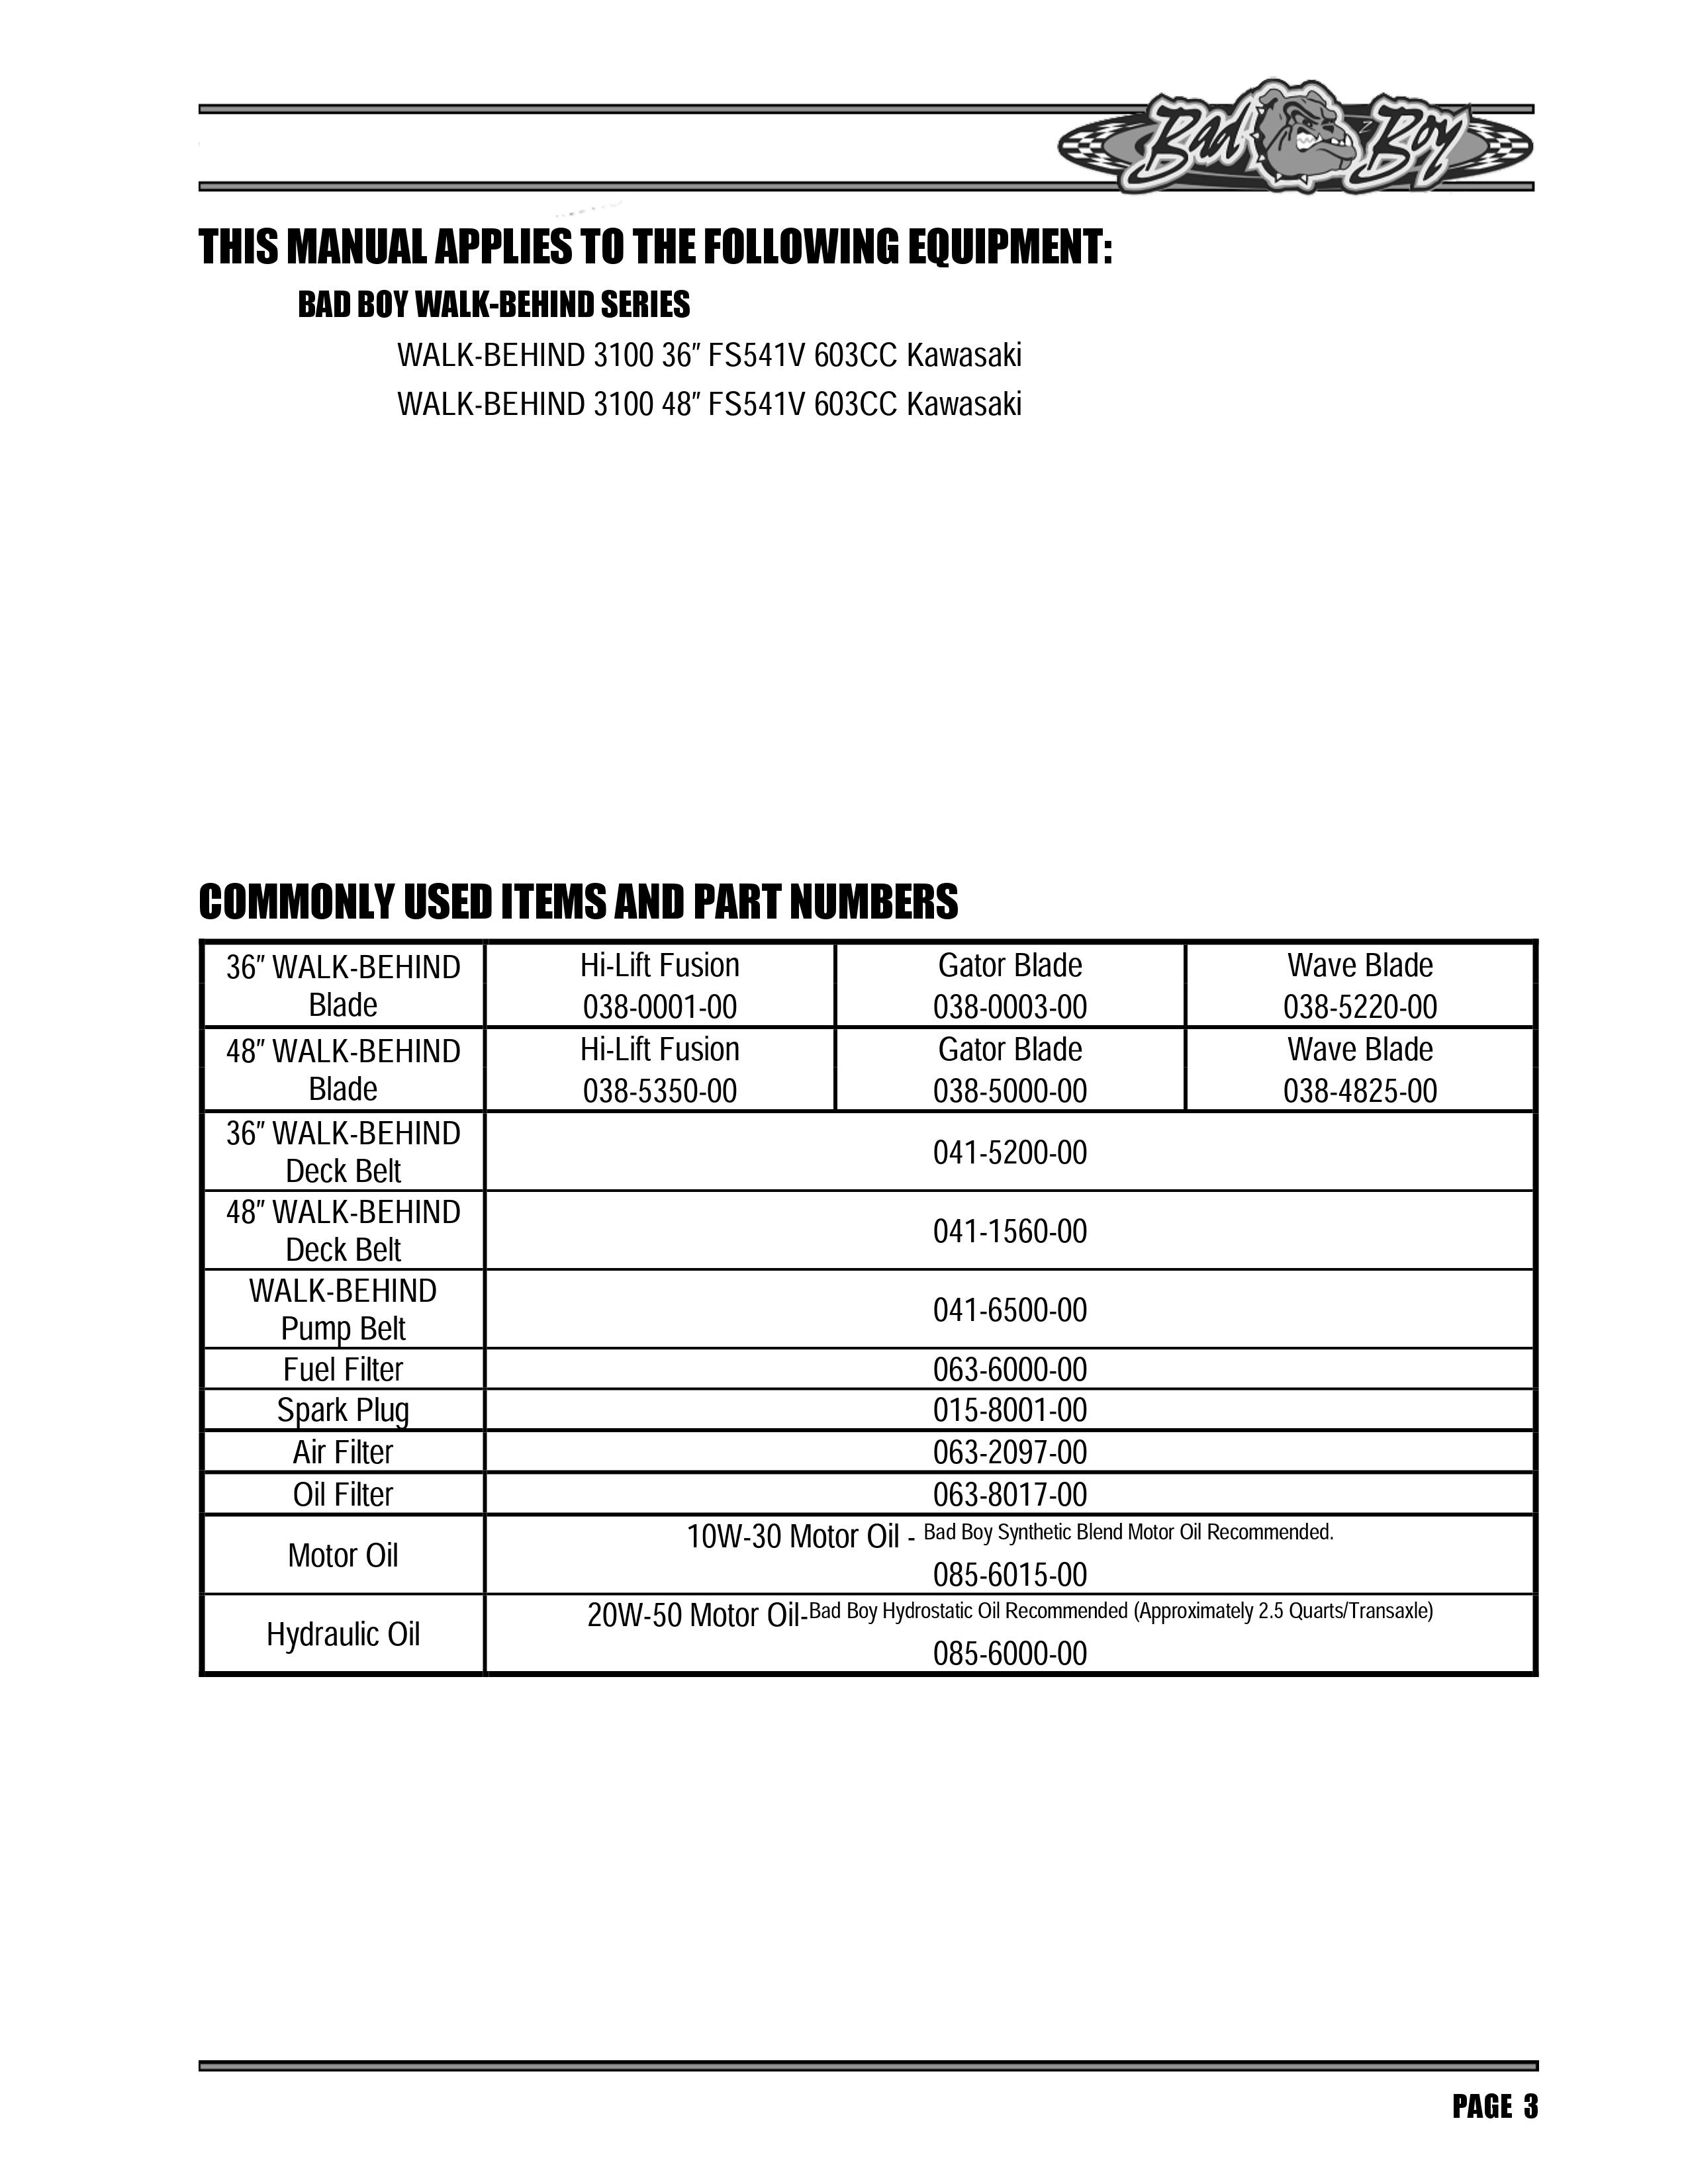 Bad Boy
THIS MANUAL APPLIES TO THE FOLLOWING EQUIPMENT:
BAD BOY WALK-BEHIND SERIES
WALK-BEHIND 3100 36" FS541V 603CC Kawasaki
WALK-BEHIND 3100 48" FS541V 603CC Kawasaki
COMMONLY USED ITEMS AND PART NUMBERS
36" WALK-BEHIND
Blade
Hi-Lift Fusion
038-0001-00
Gator Blade
038-0003-00
Wave Blade
038-5220-00
48" WALK-BEHIND
Blade
Hi-Lift Fusion
038-5350-00
Gator Blade
038-5000-00
Wave Blade
038-4825-00
36" WALK-BEHIND
Deck Belt
041-5200-00
48" WALK-BEHIND
Deck Belt
041-1560-00
WALK-BEHIND
Pump Belt
041-6500-00
Fuel Filter
063-6000-00
Spark Plug
015-8001-00
Air Filter
063-2097-00
Oil Filter
063-8017-00
Motor Oil
10W-30 Motor Oil - Bad Boy Synthetic Blend Motor Oil Recommended.
085-6015-00
Hydraulic Oil
20W-50 Motor Oil-Bad Boy Hydrostatic Oil Recommended (Approximately 2.5 Quarts/Transaxle)
085-6000-00
PAGE 3